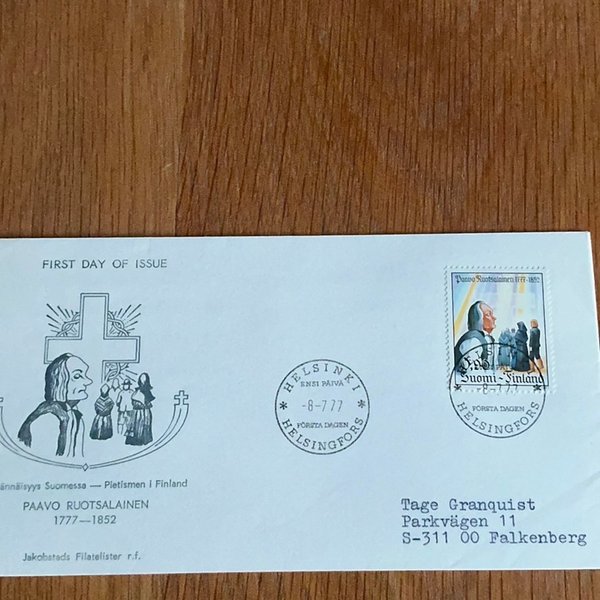 FIRST DAY OF ISSUE
Suomessa — Pietismen i Finland
PAAVO RUOTSALAINEN
1777—1852
Jakobstads Filatelister r.f.
HELSINKI
ENSI PÄIVÄ
-8-7.77
FÖRSTA DAGEN
HELSINGFORS
Paavo Ruotsalainen 1777-1852
Suomi-Finland
FÖRSTA DAGEN
HELSINGFORS
Tage Granquist
Parkvägen 11
S-311 00 Falkenberg